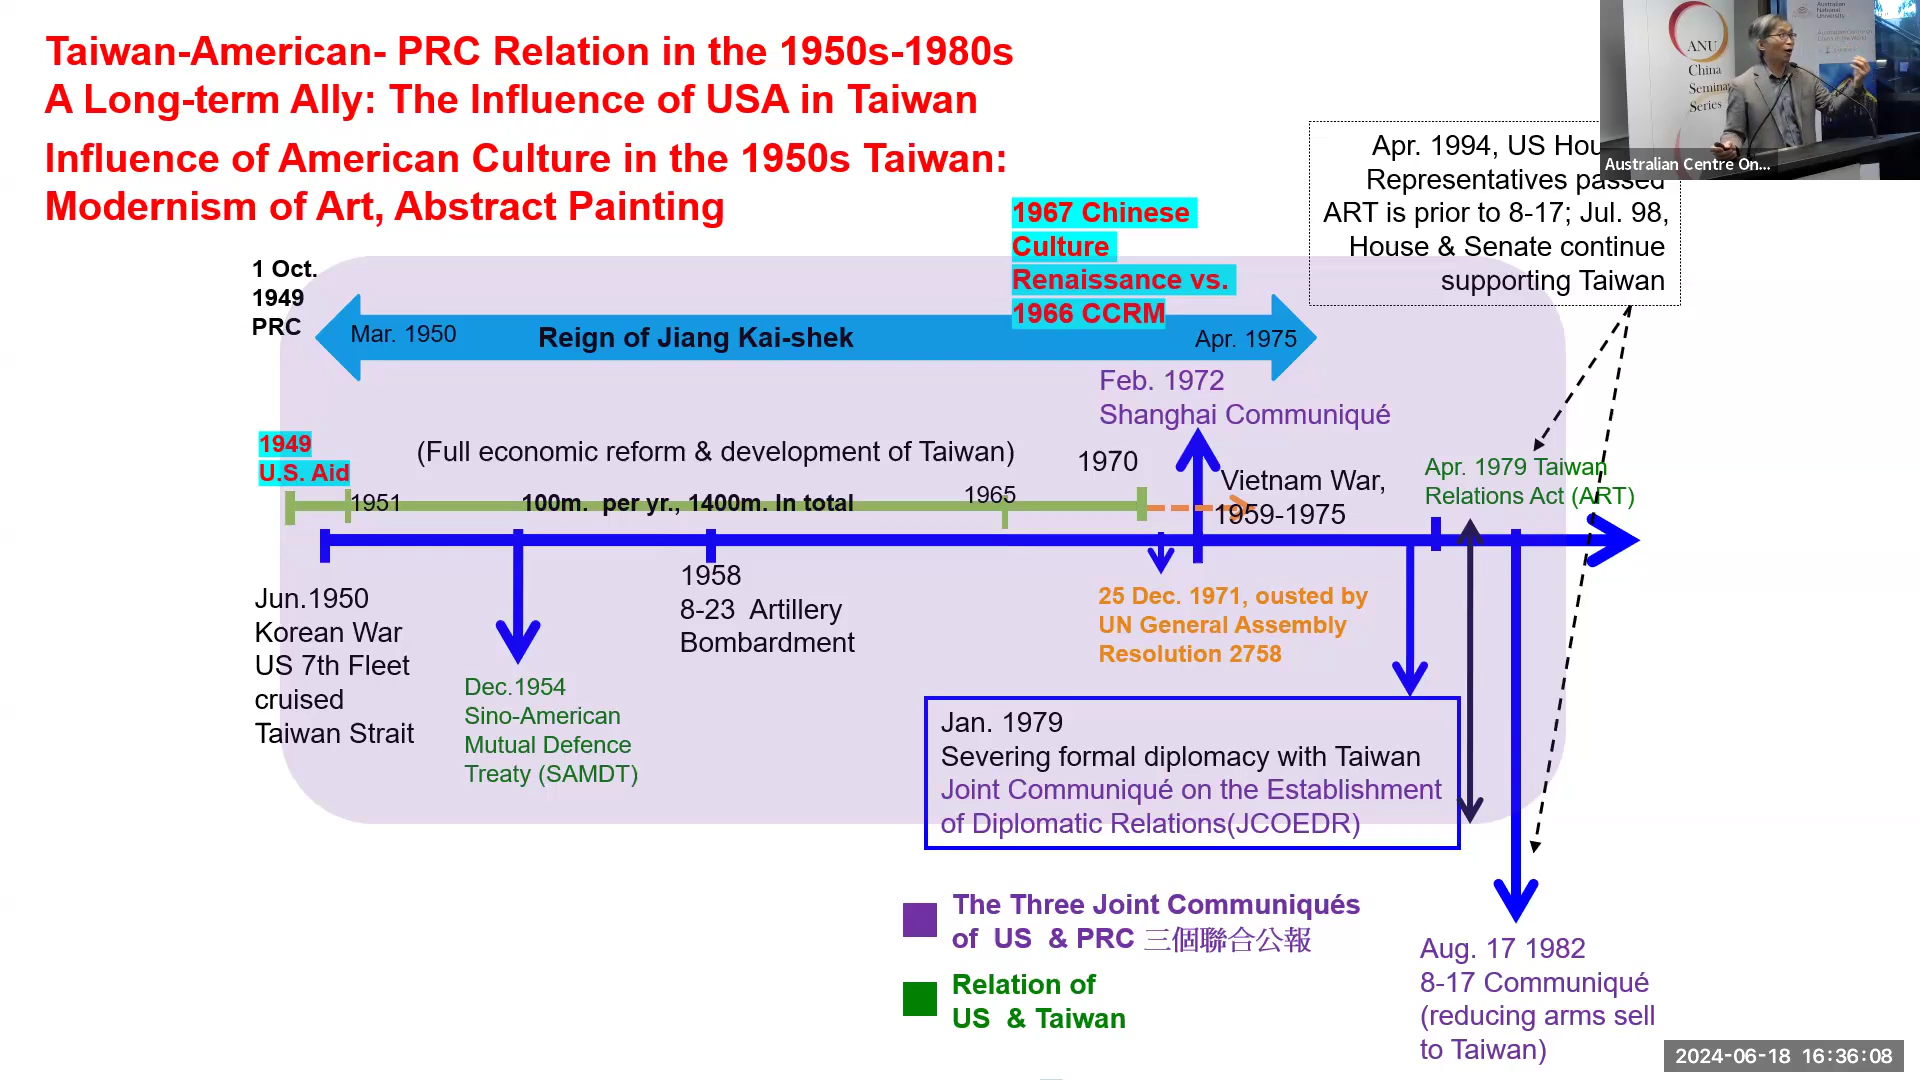 Taiwan-American- PRC Relation in the 1950s-1980s
A Long-term Ally: The Influence of USA in Taiwan
Influence of American Culture in the 1950s Taiwan:
Modernism of Art, Abstract Painting
ANU
China
Seminar
Series
Australian
National
University
Australian Centre On...
Apr. 1994, US Hou
Representatives passed
ART is prior to 8-17; Jul. 98,
House & Senate continue
supporting Taiwan
1967 Chinese
Culture
Renaissance vs.
1966 CCRM
1 Oct.
1949
PRC
Mar. 1950
Reign of Jiang Kai-shek
Apr. 1975
Feb. 1972
Shanghai Communiqué
1949
U.S. Aid
(Full economic reform & development of Taiwan)
1970
1951
100m. per yr., 1400m. In total
1965
Vietnam War,
1959-1975
Apr. 1979 Taiwan
Relations Act (ART)
Jun.1950
Korean War
US 7th Fleet
cruised
Taiwan Strait
Dec.1954
Sino-American
Mutual Defence
Treaty (SAMDT)
1958
8-23 Artillery
Bombardment
25 Dec. 1971, ousted by
UN General Assembly
Resolution 2758
Jan. 1979
Severing formal diplomacy with Taiwan
Joint Communiqué on the Establishment
of Diplomatic Relations(JCOEDR)
The Three Joint Communiqués
of US & PRC 三個聯合公報
Relation of
US & Taiwan
Aug. 17 1982
8-17 Communiqué
(reducing arms sell
to Taiwan)
2024-06-18 16:36:08